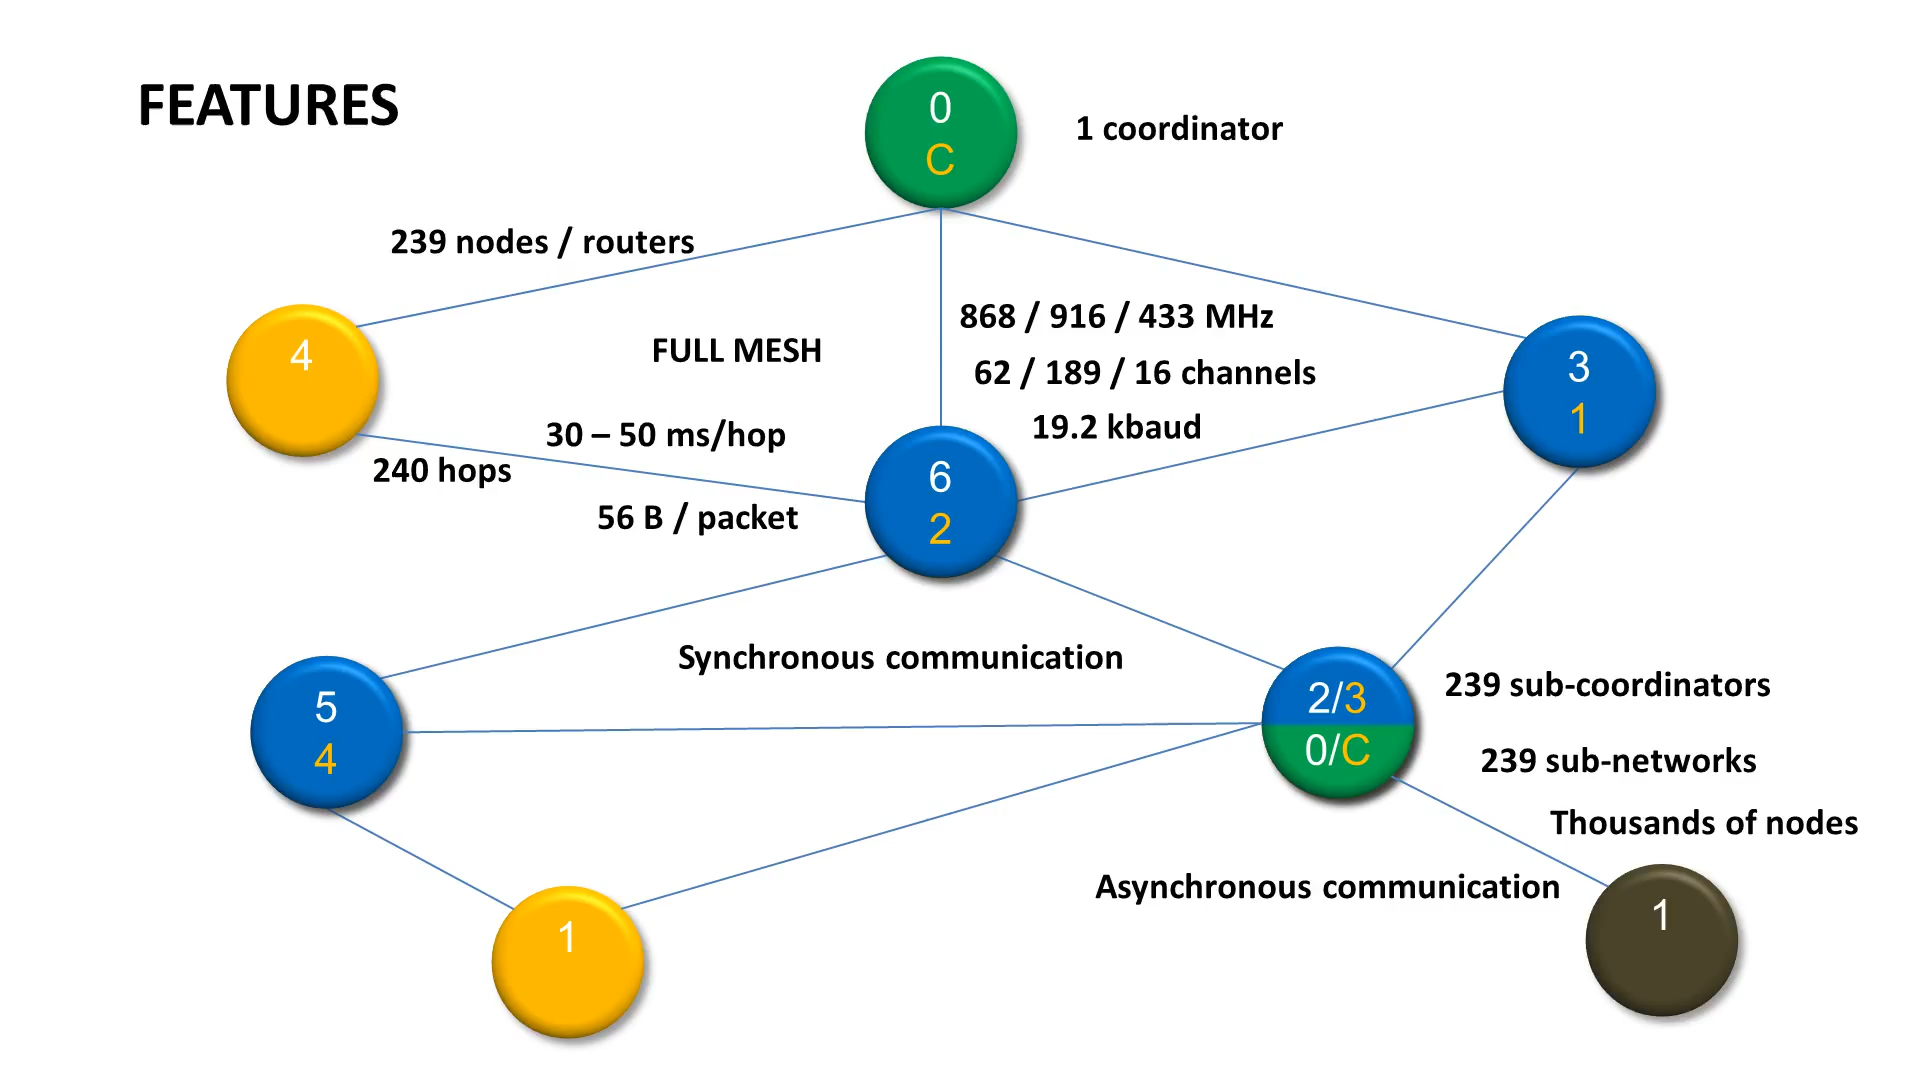 FEATURES
0
C
1 coordinator
239 nodes / routers
4
FULL MESH
868 / 916 / 433 MHz
62 / 189 / 16 channels
19.2 kbaud
3
1
30 – 50 ms/hop
240 hops
56 B / packet
6
2
Synchronous communication
5
4
2/3
0/C
239 sub-coordinators
239 sub-networks
Thousands of nodes
Asynchronous communication
1
1